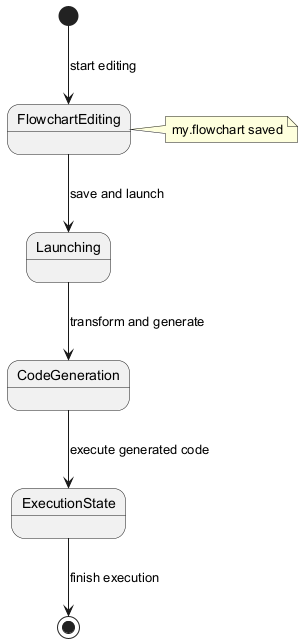 start editing
FlowchartEditing
my.flowchart saved
save and launch
Launching
transform and generate
CodeGeneration
execute generated code
ExecutionState
finish execution